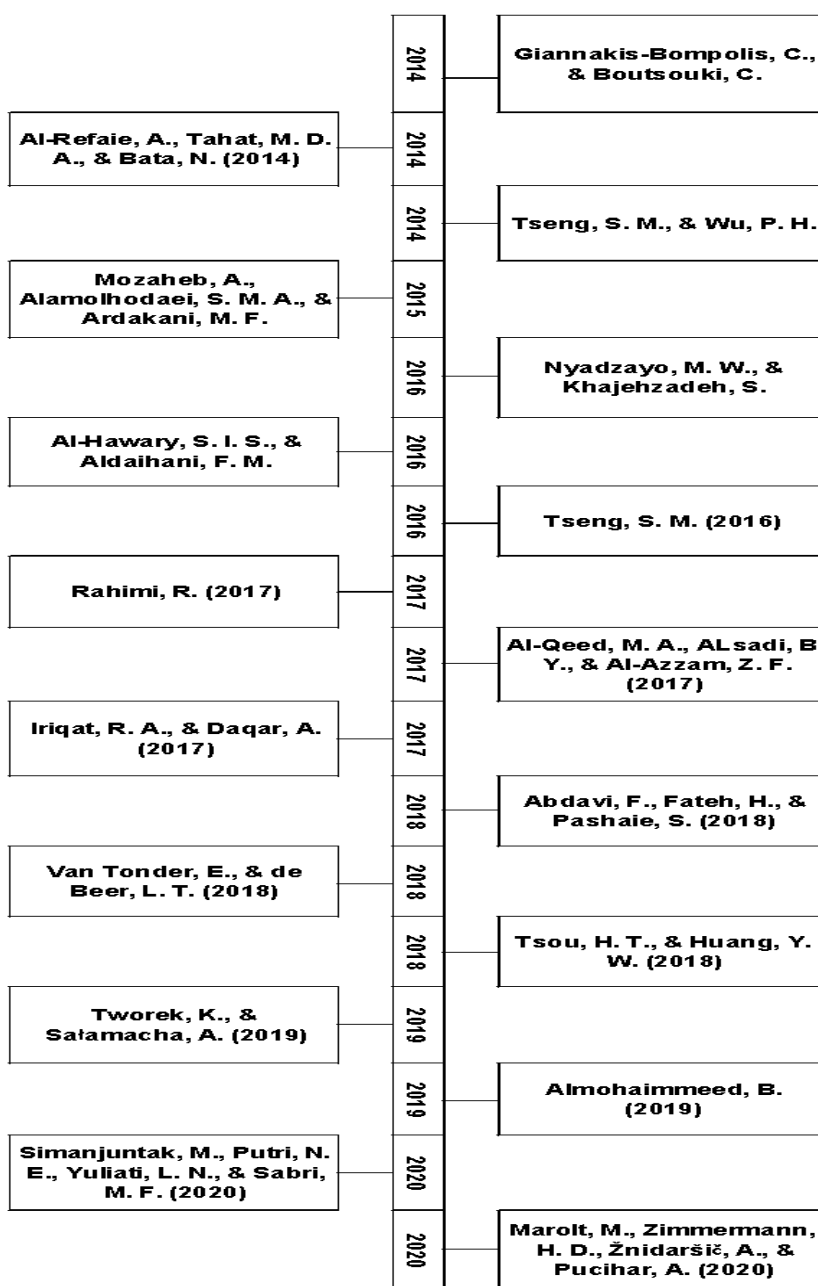 2014
Giannakis-Bompolis, C.,
& Boutsouki, C.
Al-Refaie, A., Tahat, M. D.
A., & Bata, N. (2014)
2014
2014
Tseng, S. M., & Wu, P. H.
Mozaheb, A.,
Alamolhodaei, S. M. A., &
Ardakani, M. F.
2015
2016
Nyadzayo, M. W., &
Khajehzadeh, S.
Al-Hawary, S. I. S., &
Aldaihani, F. M.
2016
2016
Tseng, S. M. (2016)
Rahimi, R. (2017)
2017
2017
Al-Qeed, M. A., ALsadi, B
Y., & Al-Azzam, Z. F.
(2017)
Iriqat, R. A., & Daqar, A.
(2017)
2017
2018
Abdavi, F., Fateh, H., &
Pashaie, S. (2018)
Van Tonder, E., & de
Beer, L. T. (2018)
2018
2018
Tsou, H. T., & Huang, Y.
W. (2018)
Tworek, K., &
Sałamacha, A. (2019)
2019
2019
Almohaimmeed, B.
(2019)
Simanjuntak, M., Putri, N.
E., Yuliati, L. N., & Sabri,
M. F. (2020)
2020
2020
Marolt, M., Zimmermann,
H. D., Žnidaršič, A., &
Pucihar, A. (2020)